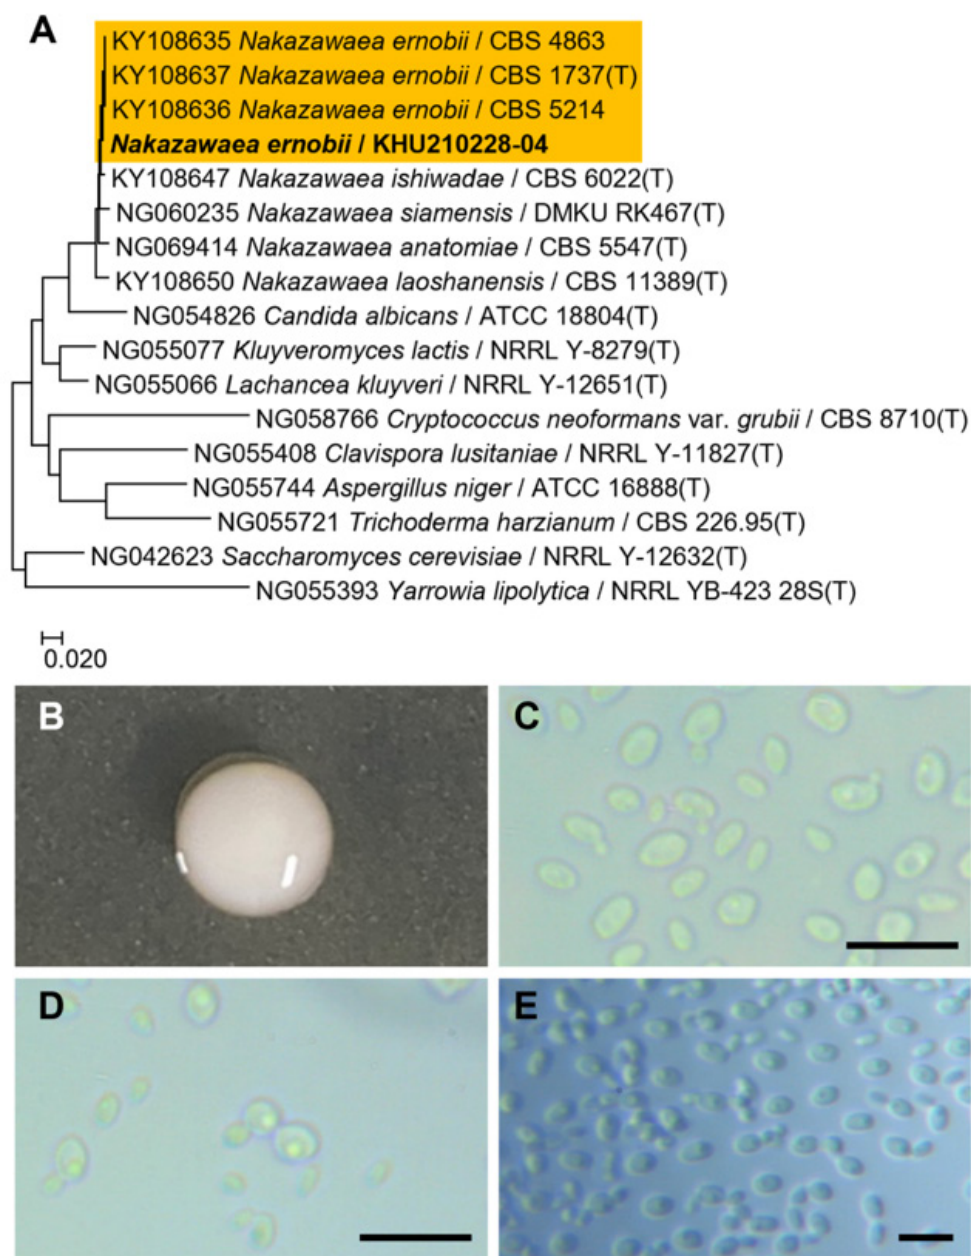 A
KY108635 Nakazawaea ernobii / CBS 4863
KY108637 Nakazawaea ernobii / CBS 1737(T)
KY108636 Nakazawaea ernobii / CBS 5214
Nakazawaea ernobii / KHU210228-04
KY108647 Nakazawaea ishiwadae / CBS 6022(T)
NG060235 Nakazawaea siamensis / DMKU RK467(T)
NG069414 Nakazawaea anatomiae / CBS 5547(T)
KY108650 Nakazawaea laoshanensis / CBS 11389(T)
NG054826 Candida albicans / ATCC 18804(T)
NG055077 Kluyveromyces lactis / NRRL Y-8279(T)
NG055066 Lachancea kluyveri / NRRL Y-12651(T)
NG058766 Cryptococcus neoformans var. grubii / CBS 8710(T)
NG055408 Clavispora lusitaniae / NRRL Y-11827(T)
NG055744 Aspergillus niger / ATCC 16888(T)
NG055721 Trichoderma harzianum / CBS 226.95(T)
NG042623 Saccharomyces cerevisiae / NRRL Y-12632(T)
NG055393 Yarrowia lipolytica / NRRL YB-423 28S(T)
0.020
B
C
D
E